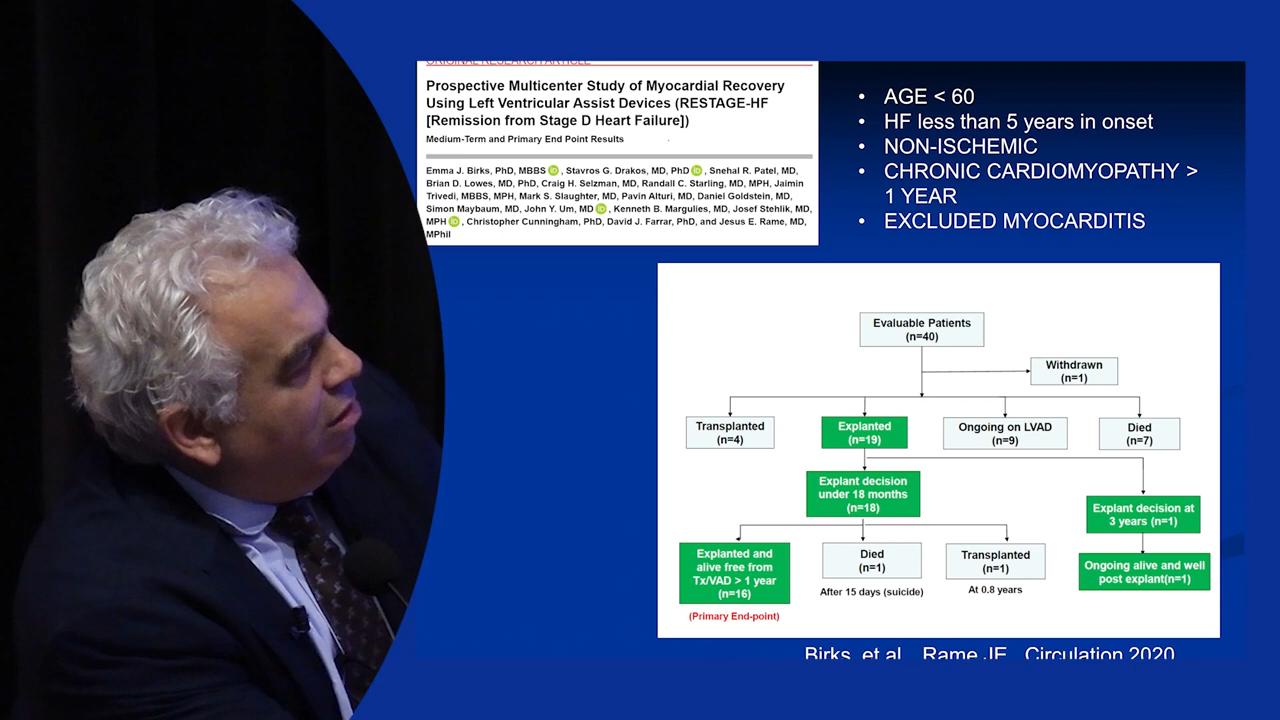 ORIGINAL RESEARCH ARTICLE
Prospective Multicenter Study of Myocardial Recovery
Using Left Ventricular Assist Devices (RESTAGE-HF
[Remission from Stage D Heart Failure])
Medium-Term and Primary End Point Results
Emma J. Birks, PhD, MBBS iD, Stavros G. Drakos, MD, PhD iD, Snehal R. Patel, MD,
Brian D. Lowes, MD, PhD, Craig H. Selzman, MD, Randall C. Starling, MD, MPH, Jaimin
Trivedi, MBBS, MPH, Mark S. Slaughter, MD, Pavin Alturi, MD, Daniel Goldstein, MD,
Simon Maybaum, MD, John Y. Um, MD iD, Kenneth B. Margulies, MD, Josef Stehlik, MD,
MPH iD, Christopher Cunningham, PhD, David J. Farrar, PhD, and Jesus E. Rame, MD,
MPhil
• AGE < 60
• HF less than 5 years in onset
• NON-ISCHEMIC
• CHRONIC CARDIOMYOPATHY >
1 YEAR
• EXCLUDED MYOCARDITIS
Evaluable Patients
(n=40)
Withdrawn
(n=1)
Transplanted
(n=4)
Explanted
(n=19)
Ongoing on LVAD
(n=9)
Died
(n=7)
Explant decision
under 18 months
(n=18)
Explant decision at
3 years (n=1)
Explanted and
alive free from
Tx/VAD > 1 year
(n=16)
Died
(n=1)
Transplanted
(n=1)
Ongoing alive and well
post explant(n=1)
(Primary End-point)
After 15 days (suicide)
At 0.8 years
Birks, et al. Rame JE. Circulation 2020